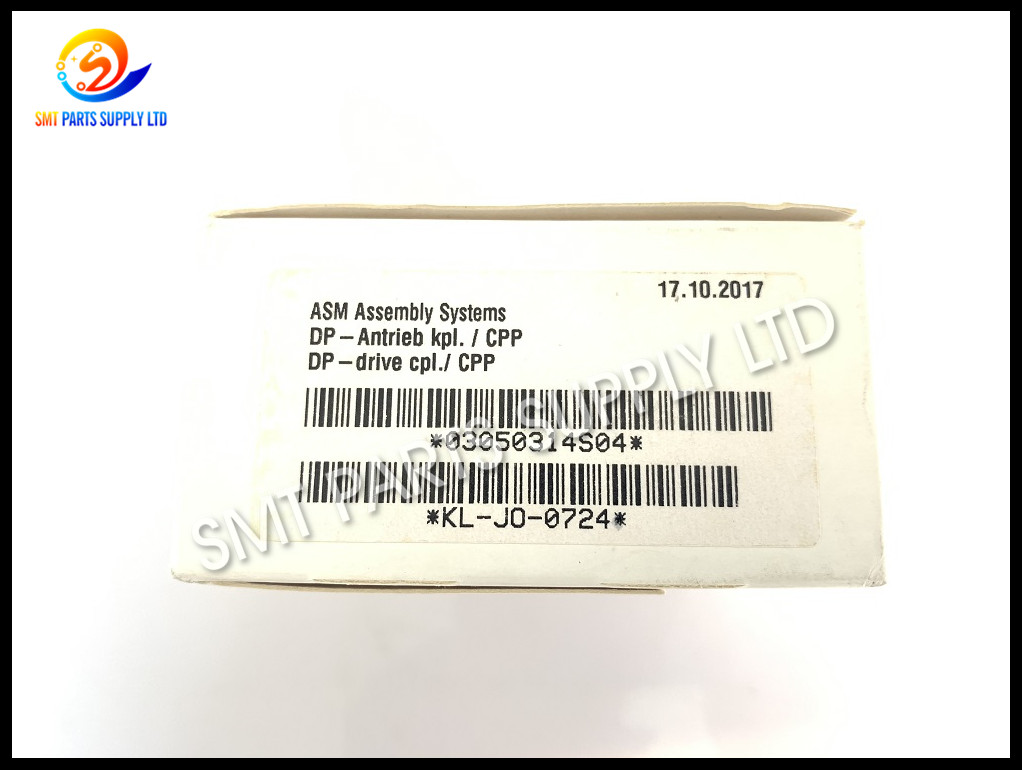 SMT PARTS SUPPLY LTD
17.10.2017
ASM Assembly Systems
DP-Antrieb kpl. / CPP
DP-drive cpl./ CPP
*03050314S04*
*KL-JO-0724*
SMT PARTS SUPPLY LTD